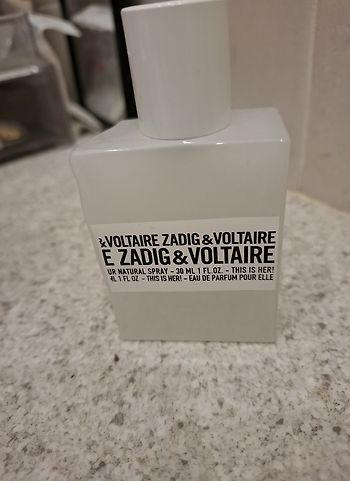 &VOLTAIRE ZADIG&VOLTAIRE
E ZADIG&VOLTAIRE
UR NATURAL SPRAY - 30 ML 1 FL.OZ. - THIS IS HER!
ML 1 FL OZ. - THIS IS HER! - EAU DE PARFUM POUR ELLE